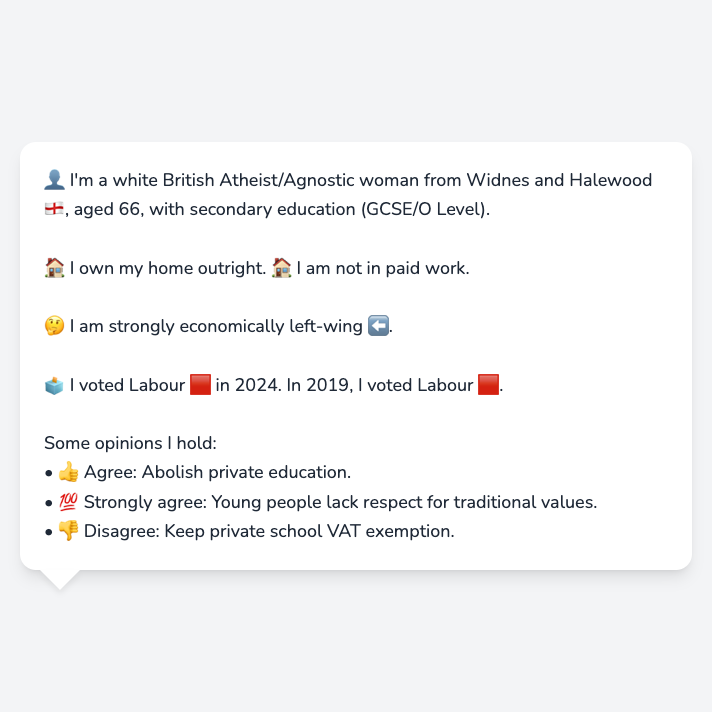 👤 I'm a white British Atheist/Agnostic woman from Widnes and Halewood
🏴󠁧󠁢󠁥󠁮󠁧󠁿, aged 66, with secondary education (GCSE/O Level).
🏠 I own my home outright. 🏠 I am not in paid work.
🤔 I am strongly economically left-wing ⬅️.
🗳️ I voted Labour 🟥 in 2024. In 2019, I voted Labour 🟥.
Some opinions I hold:
• 👍 Agree: Abolish private education.
• 💯 Strongly agree: Young people lack respect for traditional values.
• 👎 Disagree: Keep private school VAT exemption.